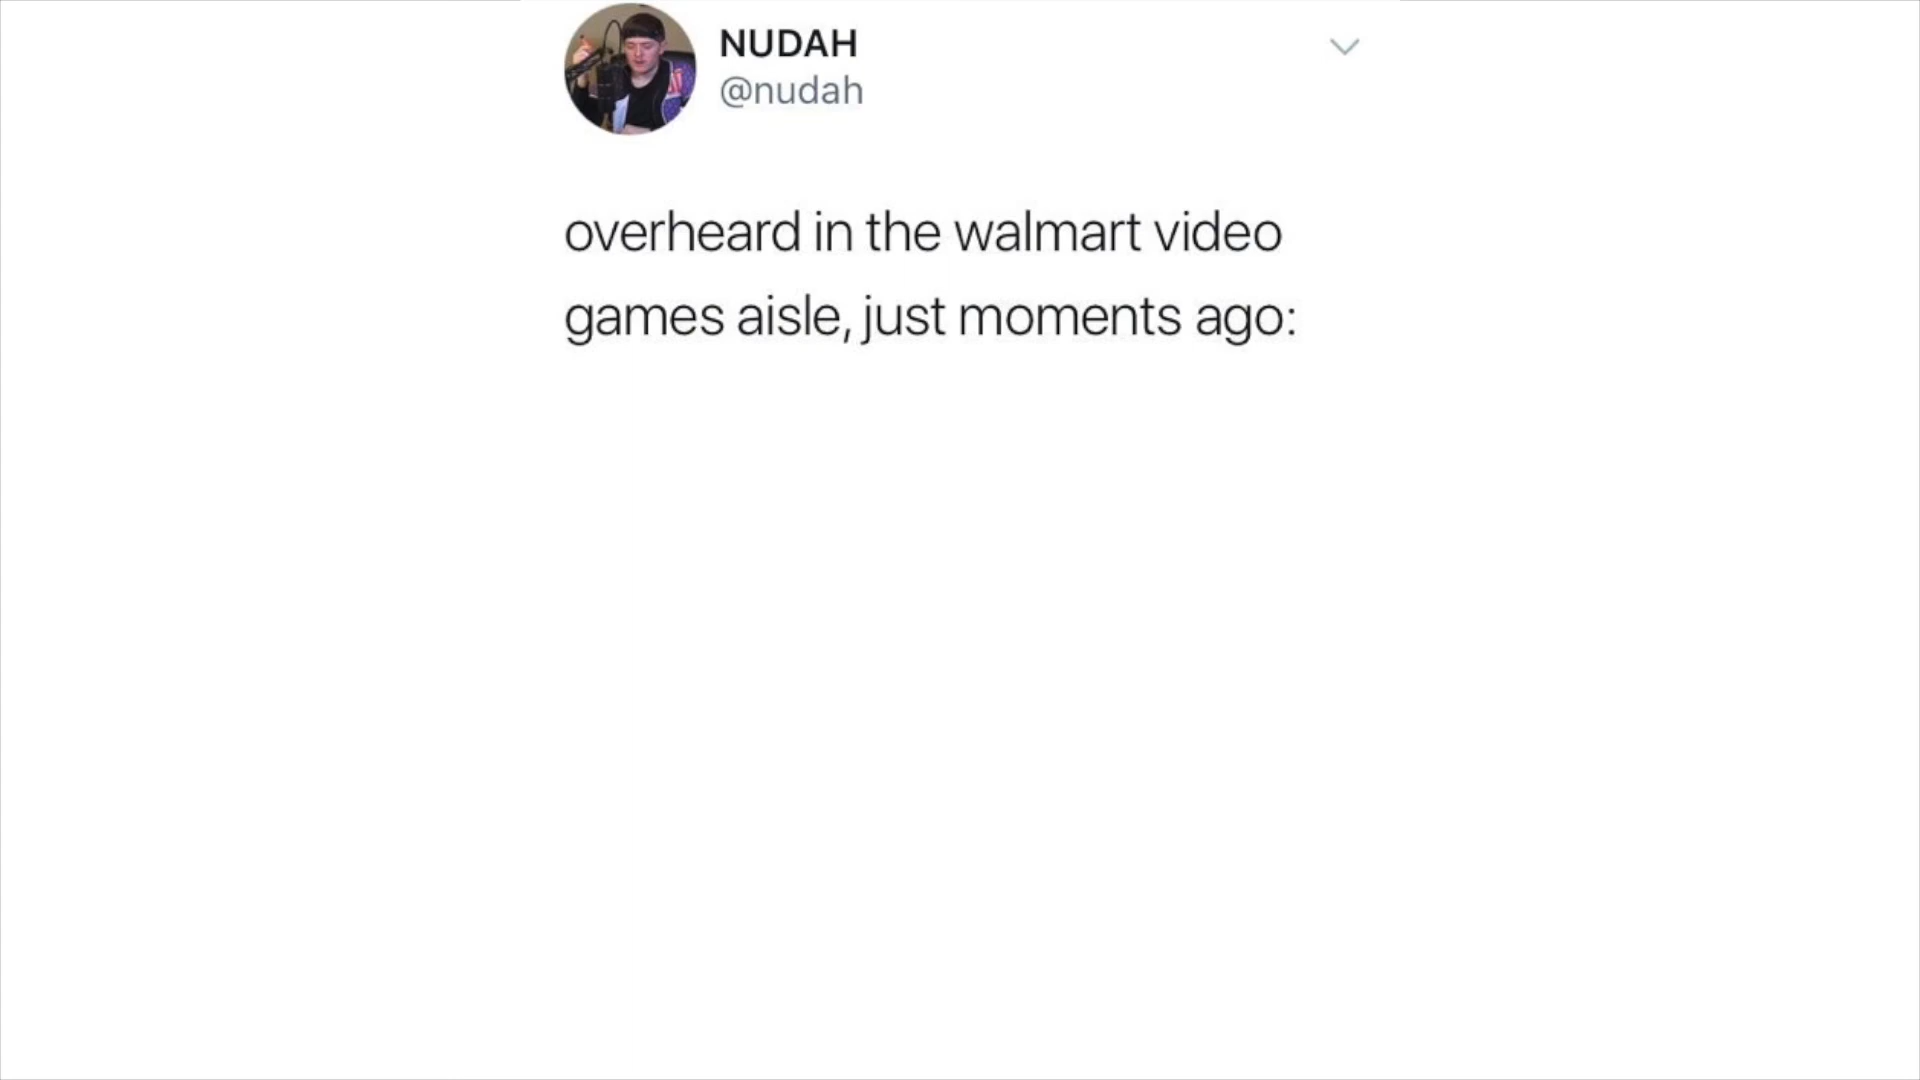 NUDAH
@nudah
overheard in the walmart video
games aisle, just moments ago: